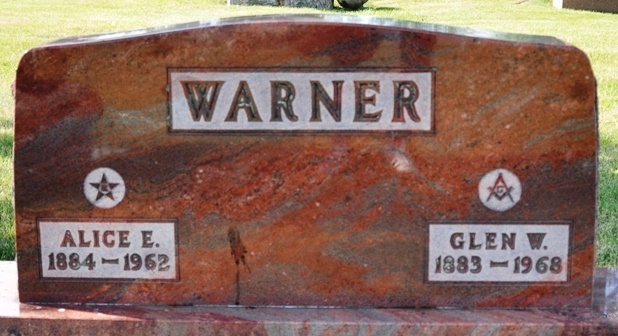 WARNER
ALICE E.
1884 - 1962
G
GLEN W.
1883 - 1968